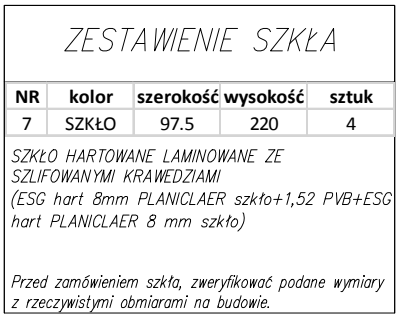 ZESTAWIENIE SZKŁA
NR kolor szerokość wysokość sztuk
7 SZKŁO 97.5 220 4
SZKŁO HARTOWANE LAMINOWANE ZE
SZLIFOWANYMI KRAWEDZIAMI
(ESG hart 8mm PLANICLAER szkło+1,52 PVB+ESG
hart PLANICLAER 8 mm szkło)
Przed zamówieniem szkła, zweryfikować podane wymiary
z rzeczywistymi obmiarami na budowie.